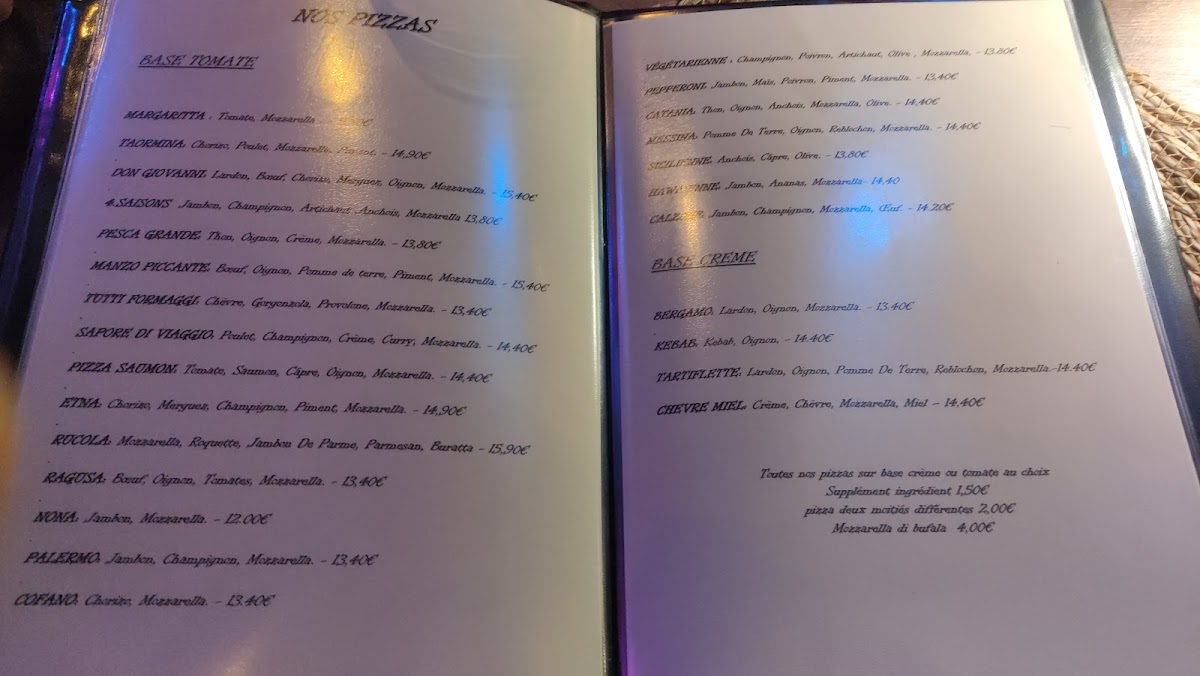 NOS PIZZAS
BASE TOMATE
MARGARITTA : Tomate, Mozzarella.
TAORMINA: Chorizo, Poulet, Mozzarella, Piment. - 14,90€
DON GIOVANNI: Lardon, Bœuf, Chorizo, Merguez, Oignon, Mozzarella. - 15,40€
4.SAISONS Jambon, Champignon, Artichaut, Anchois, Mozzarella 13,80€
PESCA GRANDE: Thon, Oignon, Crème, Mozzarella. - 13,80€
MANZO PICCANTE: Bœuf, Oignon, Pomme de terre, Piment, Mozzarella. - 15,40€
TUTTI FORMAGGI: Chèvre, Gorgonzola, Provolone, Mozzarella. - 13,40€
SAPORE DI VIAGGIO: Poulet, Champignon, Crème, Curry, Mozzarella. - 14,40€
PIZZA SAUMON: Tomate, Saumon, Câpre, Oignon, Mozzarella. - 14,40€
ETNA: Chorizo, Merguez, Champignon, Piment, Mozzarella. - 14,90€
RUCOLA: Mozzarella, Roquette, Jambon De Parme, Parmesan, Buratta - 15,90€
RAGUSA: Bœuf, Oignon, Tomates, Mozzarella. - 13,40€
NONA: Jambon, Mozzarella. - 12.00€
PALERMO: Jambon, Champignon, Mozzarella. - 13,40€
COFANO: Chorizo, Mozzarella. - 13.40€
VÉGÉTARIENNE : Champignon, Poivron, Artichaut, Olive , Mozzarella, - 13.80€
PEPPERONI: Jambon, Maïs, Poivron, Piment, Mozzarella. - 13,40€
CATANIA: Thon, Oignon, Anchois, Mozzarella, Olive. - 14,40€
MESSINA: Pomme De Terre, Oignon, Reblochon, Mozzarella. - 14,40€
SICILIENNE: Anchois, Câpre, Olive. - 13,80€
HAWAÏENNE: Jambon, Ananas, Mozzarella- 14,40
CALZONE: Jambon, Champignon, Mozzarella, Œuf. - 14.20€
BASE CRÈME
BERGAMO: Lardon, Oignon, Mozzarella. - 13.40€
KEBAB: Kebab, Oignon, - 14.40€
TARTIFLETTE: Lardon, Oignon, Pomme De Terre, Reblochon, Mozzarella.-14.40€
CHEVRE MIEL: Crème, Chèvre, Mozzarella, Miel – 14,40€
Toutes nos pizzas sur base crème ou tomate au choix
Supplément ingrédient 1,50€
pizza deux moitiés différentes 2,00€
Mozzarella di bufala 4,00€